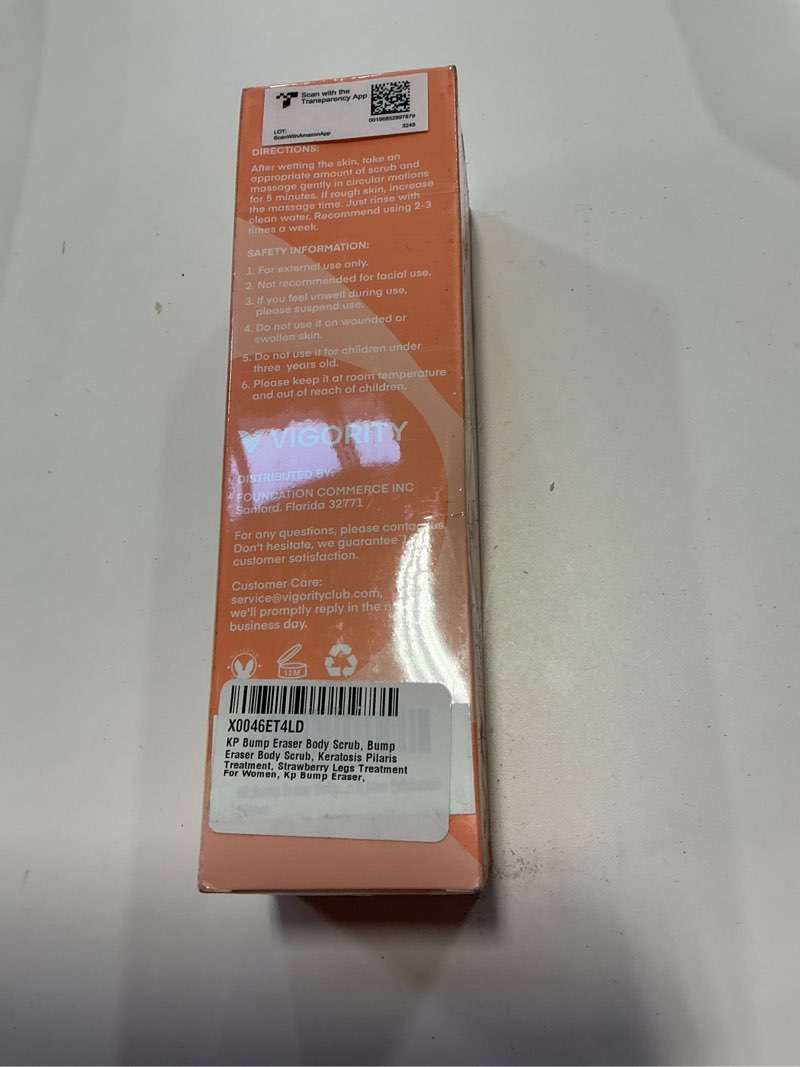 Scan with the
Transparency App
00196852957879
LOT:
3246
ScanWithAmazonApp
DIRECTIONS:
After wetting the skin, take an
appropriate amount of scrub and
massage gently in circular motions
for 5 minutes. If rough skin, increase
the massage time. Just rinse with
clean water. Recommend using 2-3
times a week.
SAFETY INFORMATION:
1. For external use only.
2. Not recommended for facial use.
3. If you feel unwell during use,
please suspend use.
4. Do not use it on wounded or
swollen skin.
5. Do not use it for children under
three years old.
6. Please keep it at room temperature
and out of reach of children.
VIGORITY
DISTRIBUTED BY:
FOUNDATION COMMERCE INC
Sanford. Florida 32771
For any questions, please contact us.
Don't hesitate, we guarantee
customer satisfaction.
Customer Care:
service@vigorityclub.com,
we'll promptly reply in the
business day.
12M
X0046ET4LD
KP Bump Eraser Body Scrub, Bump
Eraser Body Scrub, Keratosis Pilaris
Treatment, Strawberry Legs Treatment
For Women, Kp Bump Eraser,